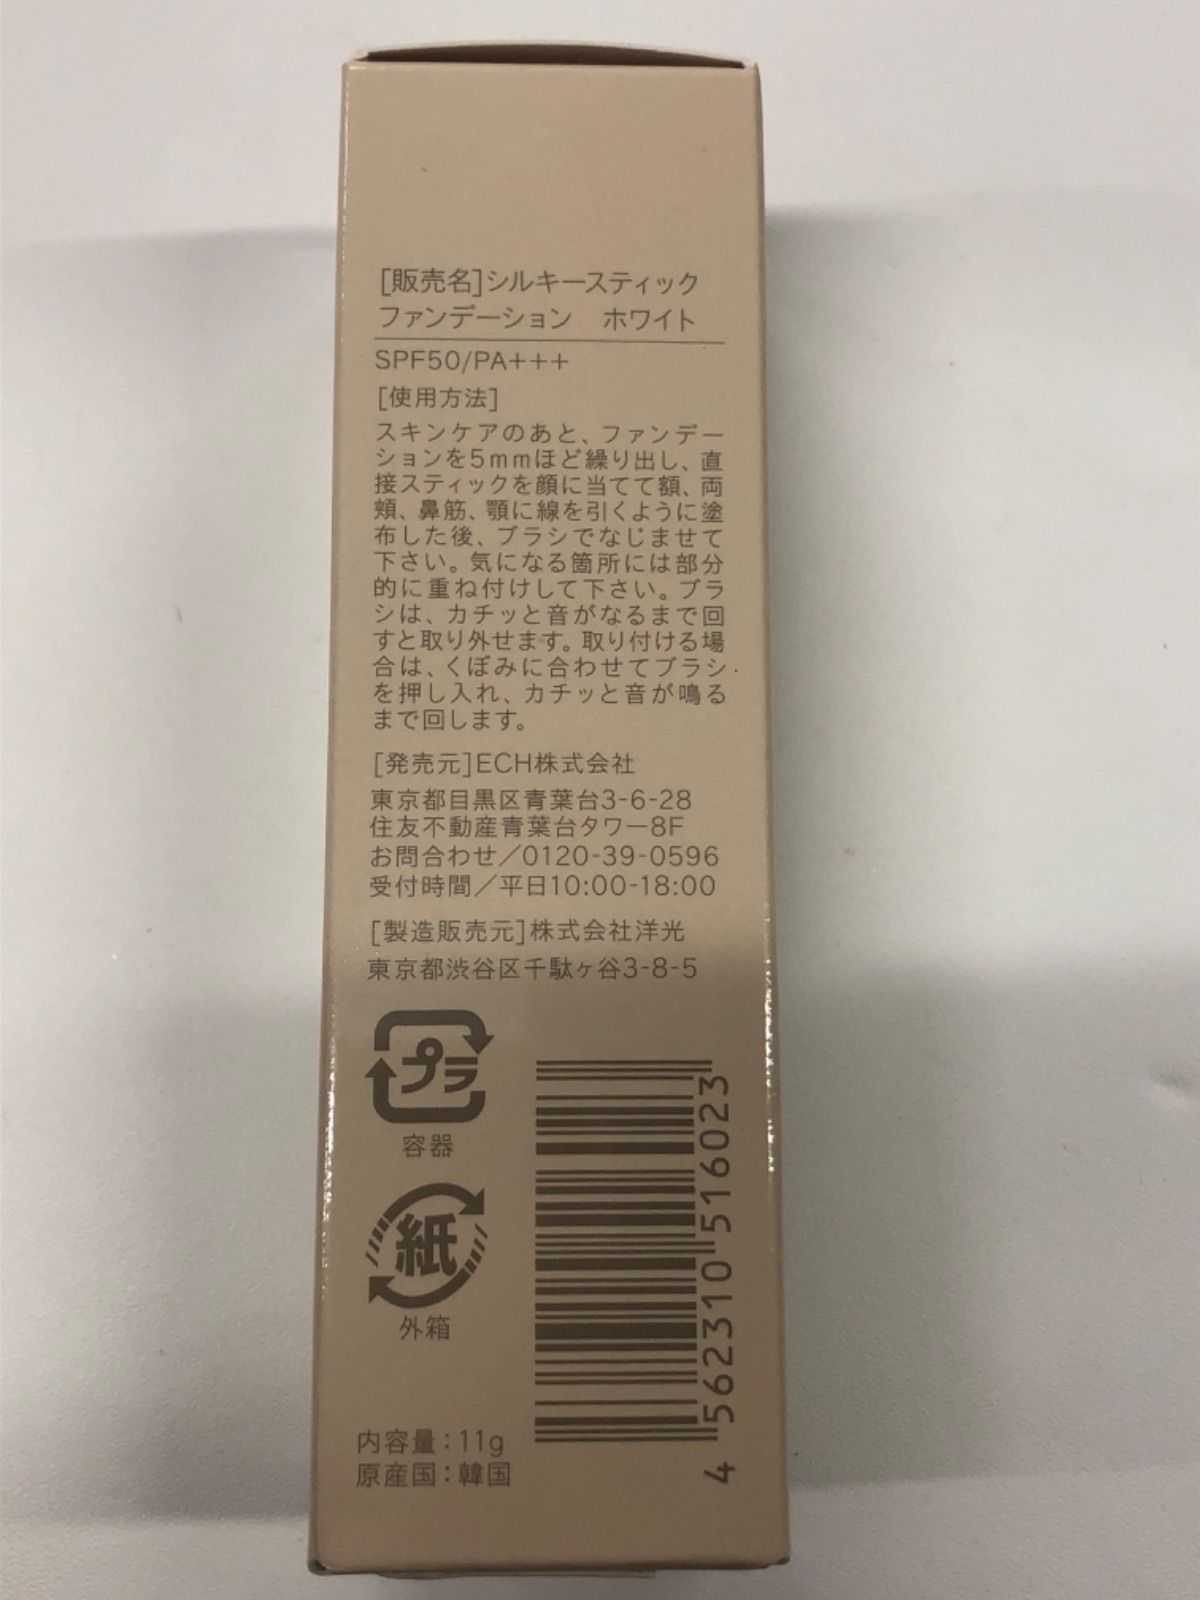 [販売名]シルキースティック
ファンデーション　ホワイト
SPF50/PA+++
[使用方法]
スキンケアのあと、ファンデー
ションを5mmほど繰り出し、直
接スティックを顔に当てて額、両
頬、鼻筋、顎に線を引くように塗
布した後、ブラシでなじませて
下さい。気になる箇所には部分
的に重ね付けして下さい。ブラ
シは、カチッと音がなるまで回
すと取り外せます。取り付ける場
合は、くぼみに合わせてブラシ
を押し入れ、カチッと音が鳴る
まで回します。
[発売元]ECH株式会社
東京都目黒区青葉台3-6-28
住友不動産青葉台タワー8F
お問合わせ／0120-39-0596
受付時間／平日10:00-18:00
[製造販売元]株式会社洋光
東京都渋谷区千駄ヶ谷3-8-5
プラ
容器
紙
外箱
4 562310 516023
内容量：11g
原産国：韓国